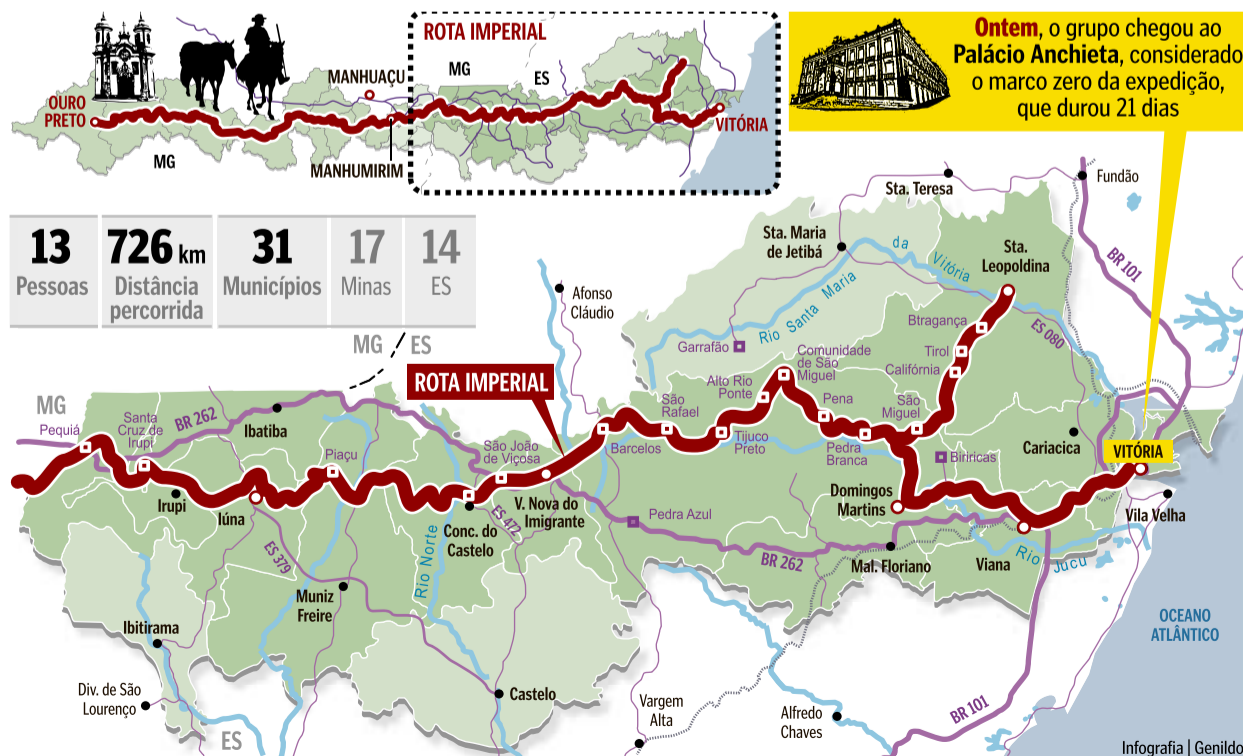 ROTA IMPERIAL
MG
ES
MANHUAÇU
OURO
PRETO
MG
MANHUMIRIM
VITÓRIA
Ontem, o grupo chegou ao
Palácio Anchieta, considerado
o marco zero da expedição,
que durou 21 dias
13
Pessoas
726 km
Distância
percorrida
31
Municípios
17
Minas
14
ES
MG
ES
ROTA IMPERIAL
Afonso
Cláudio
Sta. Teresa
Fundão
Sta. Maria
de Jetibá
Rio Santa Maria
da Vitória
Sta.
Leopoldina
BR 101
ES 080
Garrafão
Btragança
Tirol
Califórnia
Comunidade
de São
Miguel
Alto Rio
Ponte
São
Rafael
Pena
São
Miguel
MG
Pequiá
Santa
Cruz de
Irupi
BR 262
Ibatiba
Piaçu
São João
de Viçosa
Barcelos
Tijuco
Preto
Pedra
Branca
Biriricas
Cariacica
VITÓRIA
Irupi
Iúna
Rio Norte
Conc. do
Castelo
ES 472
V. Nova do
Imigrante
Pedra Azul
Domingos
Martins
Vila Velha
ES 379
BR 262
Mal. Floriano
Viana
Rio Jucu
Muniz
Freire
Ibitirama
OCEANO
ATLÂNTICO
Div. de São
Lourenço
Castelo
Vargem
Alta
Alfredo
Chaves
BR 101
ES
Infografia | Genildo